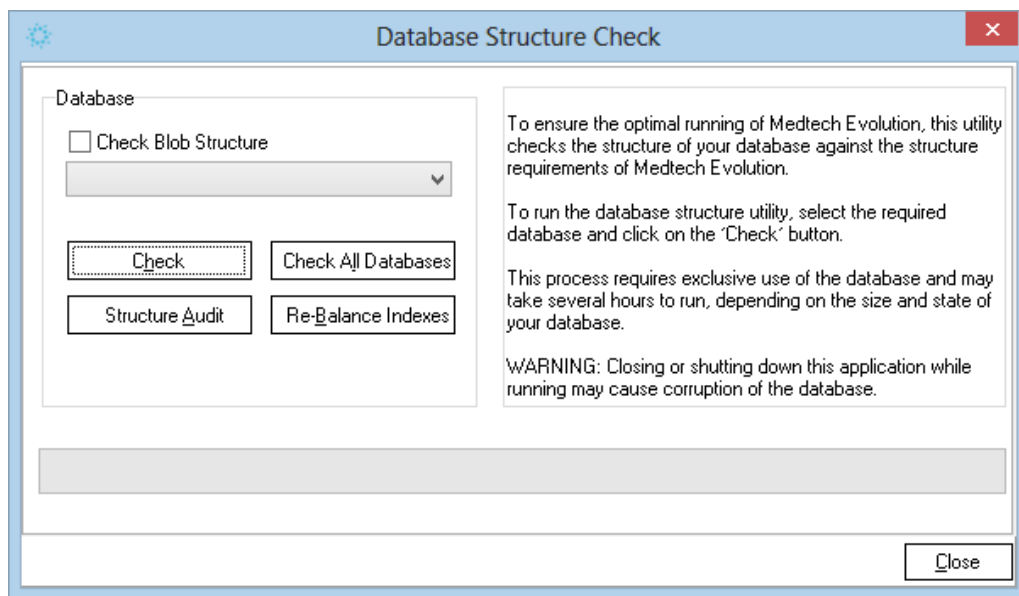 Database Structure Check
Database
Check Blob Structure
Check
Check All Databases
Structure Audit
Re-Balance Indexes
To ensure the optimal running of Medtech Evolution, this utility
checks the structure of your database against the structure
requirements of Medtech Evolution.
To run the database structure utility, select the required
database and click on the 'Check' button.
This process requires exclusive use of the database and may
take several hours to run, depending on the size and state of
your database.
WARNING: Closing or shutting down this application while
running may cause corruption of the database.
Close